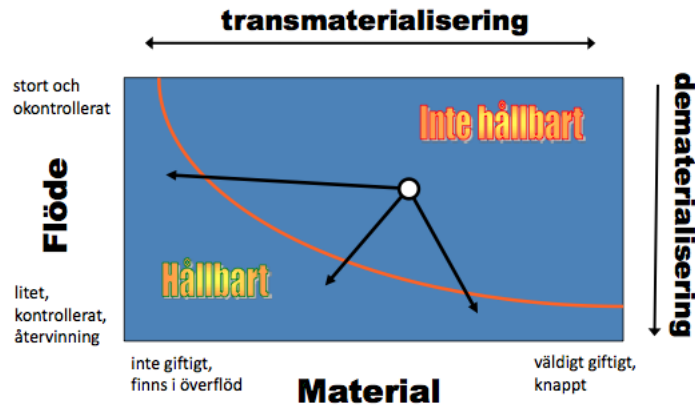 transmaterialisering
stort och
okontrollerat
Inte hållbart
dematerialisering
Flöde
Hållbart
litet,
kontrollerat,
återvinning
inte giftigt,
finns i överflöd
väldigt giftigt,
knappt
Material